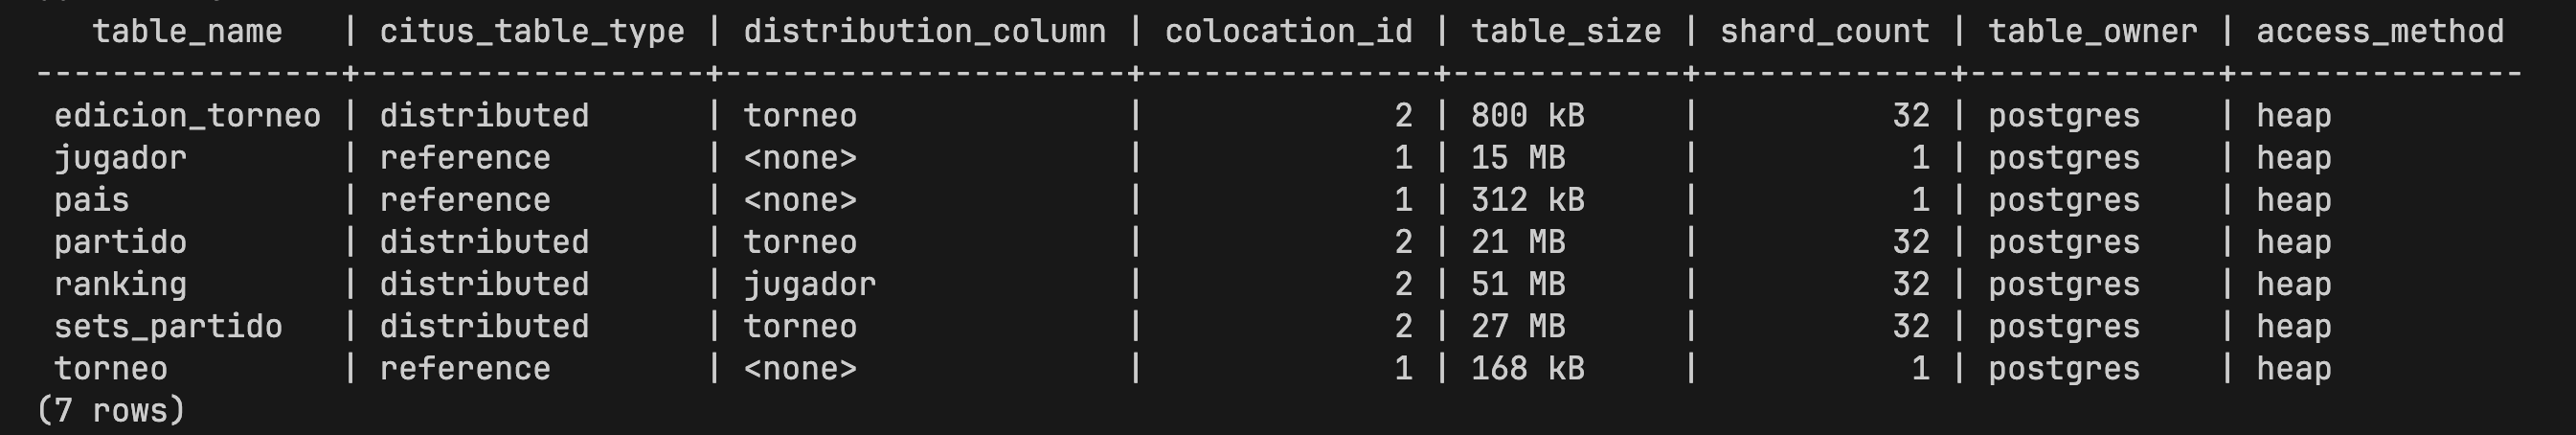 table_name   | citus_table_type | distribution_column | colocation_id | table_size | shard_count | table_owner | access_method
----------------+------------------+---------------------+---------------+------------+-------------+-------------+---------------
 edicion_torneo | distributed      | torneo              |             2 | 800 kB     |          32 | postgres    | heap
 jugador        | reference        | <none>              |             1 | 15 MB      |           1 | postgres    | heap
 pais           | reference        | <none>              |             1 | 312 kB     |           1 | postgres    | heap
 partido        | distributed      | torneo              |             2 | 21 MB      |          32 | postgres    | heap
 ranking        | distributed      | jugador             |             2 | 51 MB      |          32 | postgres    | heap
 sets_partido   | distributed      | torneo              |             2 | 27 MB      |          32 | postgres    | heap
 torneo         | reference        | <none>              |             1 | 168 kB     |           1 | postgres    | heap
(7 rows)